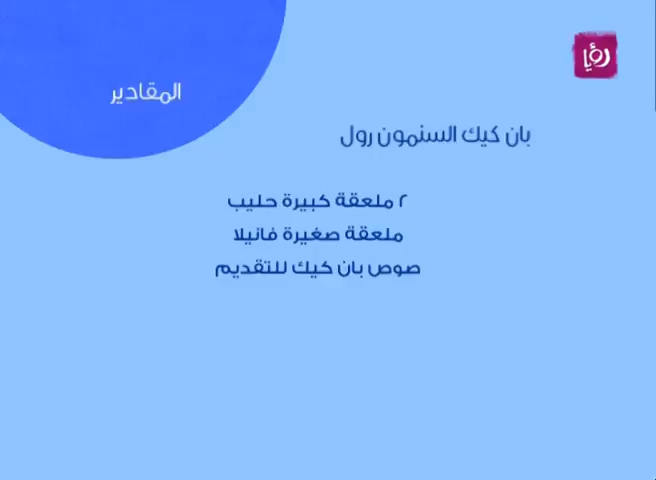 رؤيا
المقادير
بان كيك السنمون رول
٢ ملعقة كبيرة حليب
ملعقة صغيرة فانيلا
صوص بان كيك للتقديم